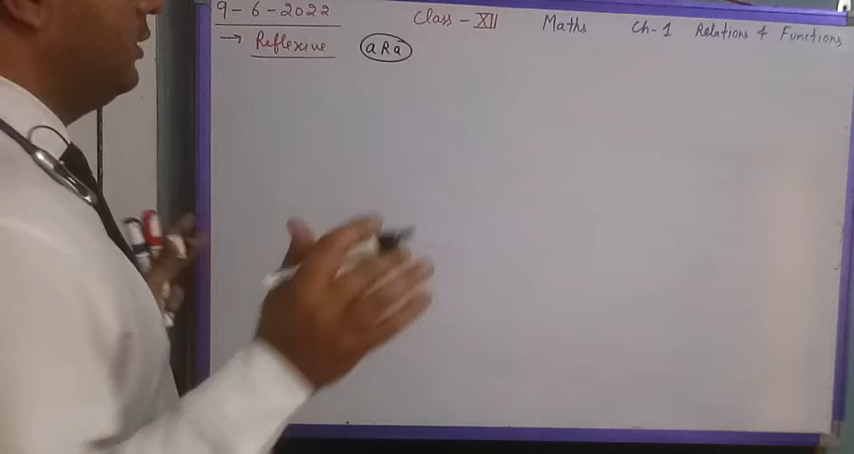 9-6-2022 Class - XII Maths Ch-1 Relations & Functions
→ Reflexive aRa